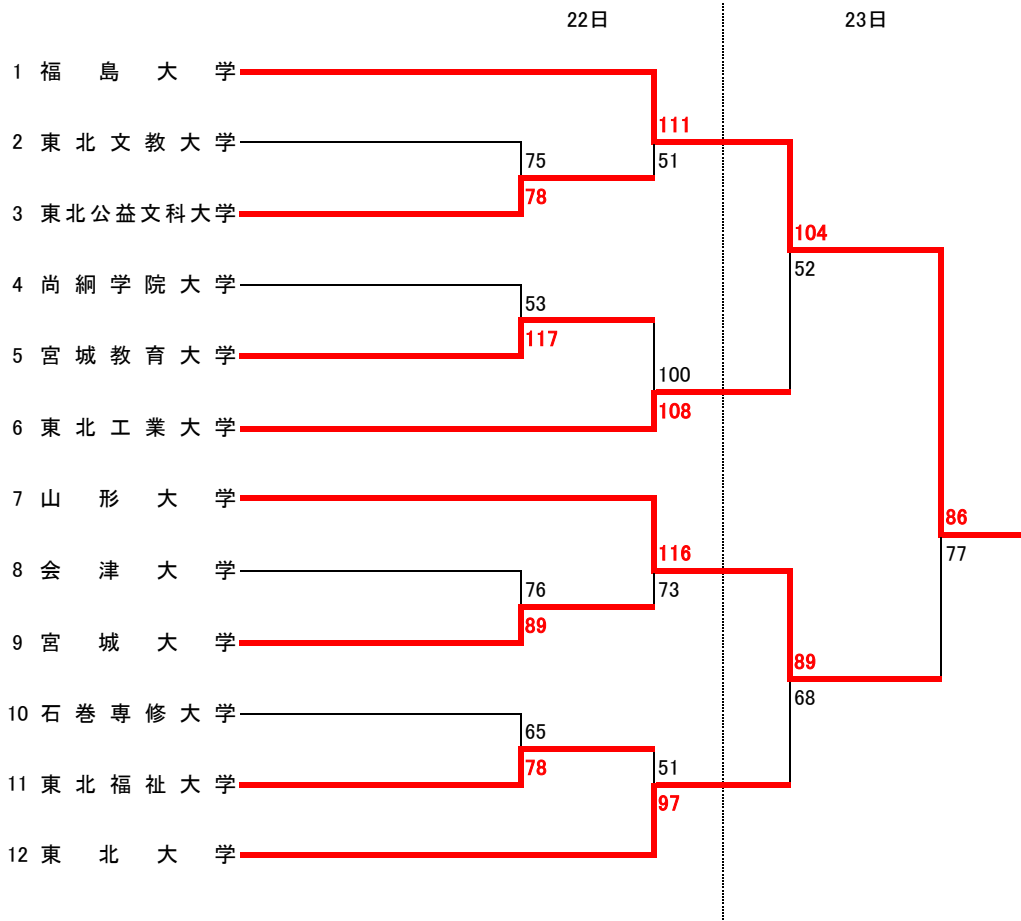 22日 23日
1 福島大学
111
2 東北文教大学
75 51
78
3 東北公益文科大学
104
52
4 尚絅学院大学
53
117
5 宮城教育大学
100
108
6 東北工業大学
7 山形大学
86
116 77
8 会津大学
76 73
89
9 宮城大学
89
68
10 石巻専修大学
65
78 51
11 東北福祉大学
97
12 東北大学